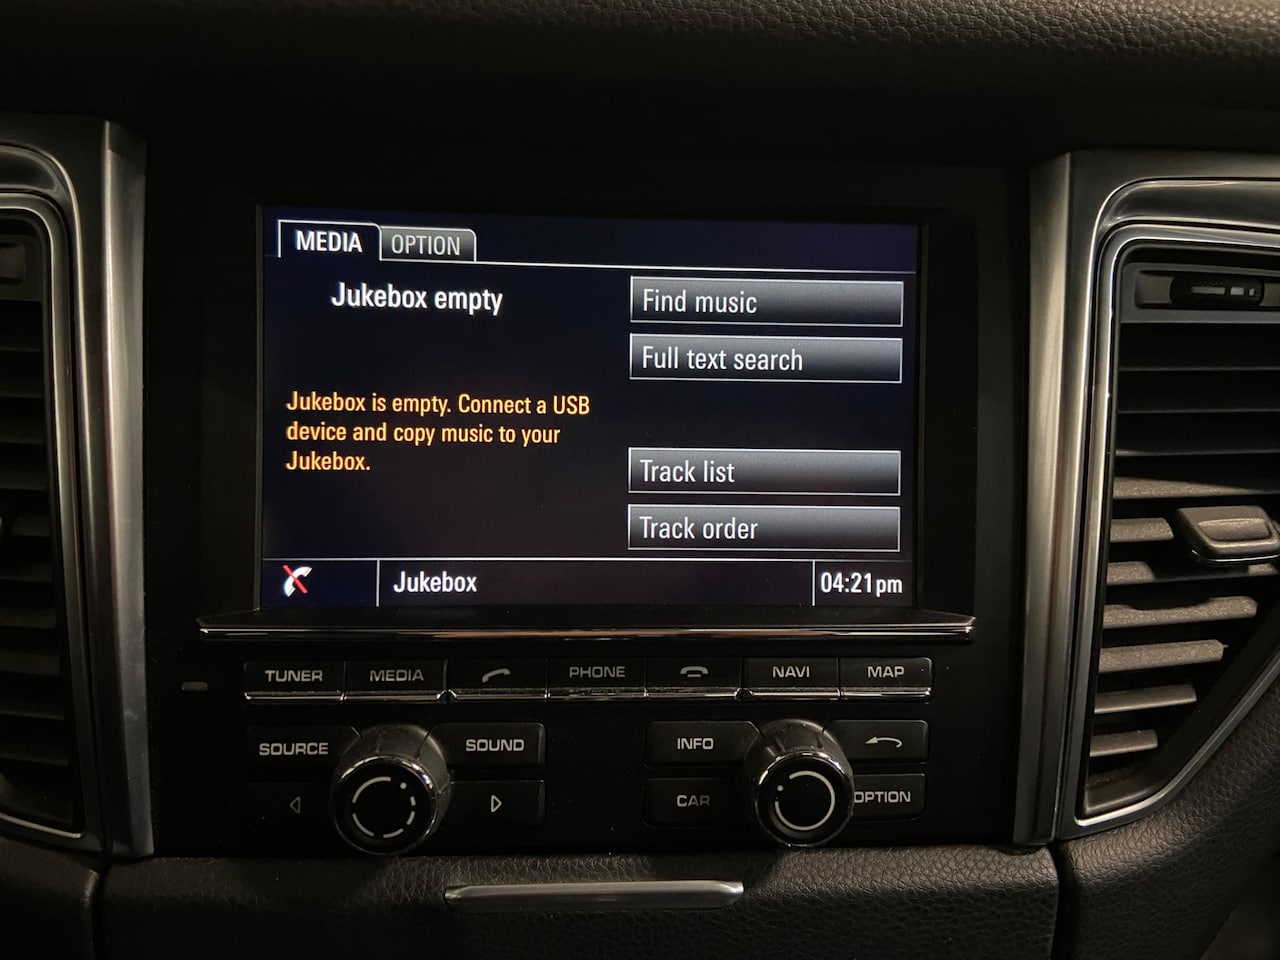 MEDIA OPTION
Jukebox empty
Find music
Full text search
Jukebox is empty. Connect a USB
device and copy music to your
Jukebox.
Track list
Track order
Jukebox 04:21pm
TUNER MEDIA PHONE NAVI MAP
SOURCE SOUND INFO
CAR OPTION